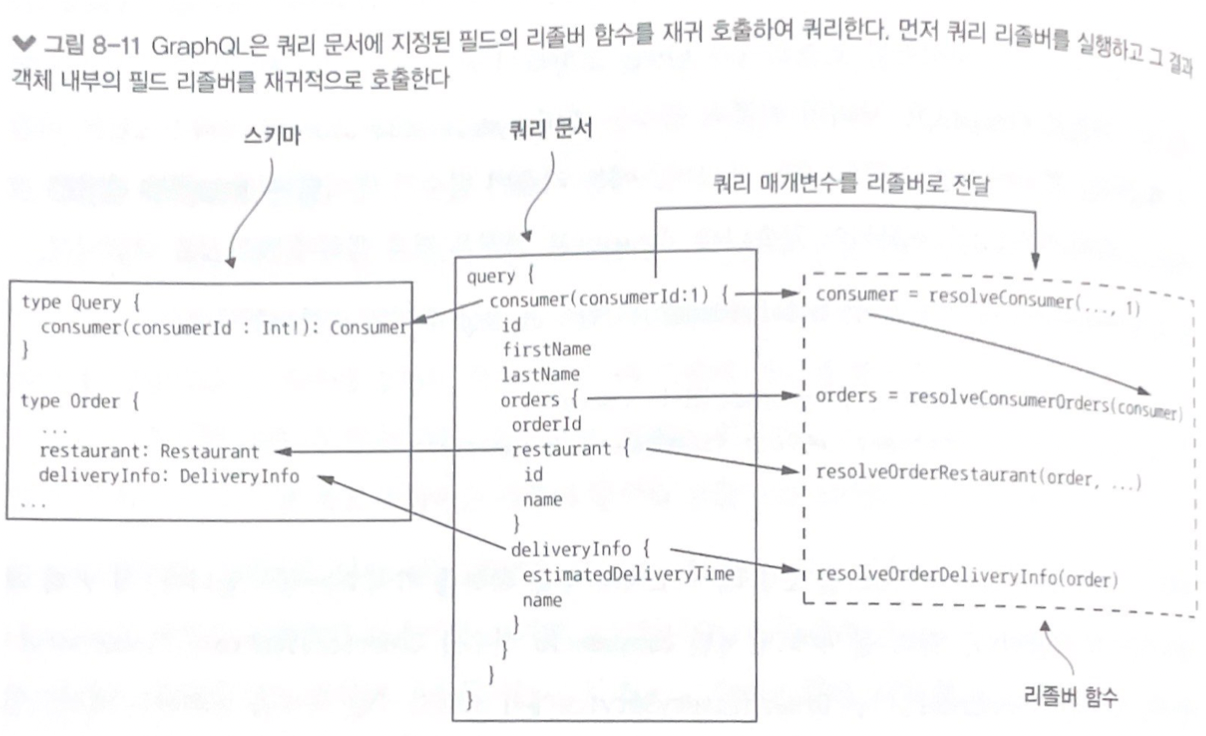 그림 8-11 GraphQL은 쿼리 문서에 지정된 필드의 리졸버 함수를 재귀 호출하여 쿼리한다. 먼저 쿼리 리졸버를 실행하고 그 결과
객체 내부의 필드 리졸버를 재귀적으로 호출한다
스키마
쿼리 문서
쿼리 매개변수를 리졸버로 전달
type Query {
consumer(consumerId : Int!): Consumer
}
type Order {
...
restaurant: Restaurant
deliveryInfo: DeliveryInfo
...
query {
consumer(consumerId:1) {
id
firstName
lastName
orders {
orderId
restaurant {
id
name
}
deliveryInfo {
estimatedDeliveryTime
name
}
}
}
}
consumer = resolveConsumer(..., 1)
orders = resolveConsumerOrders(consumer)
resolveOrderRestaurant(order, ...)
resolveOrderDeliveryInfo(order)
리졸버 함수